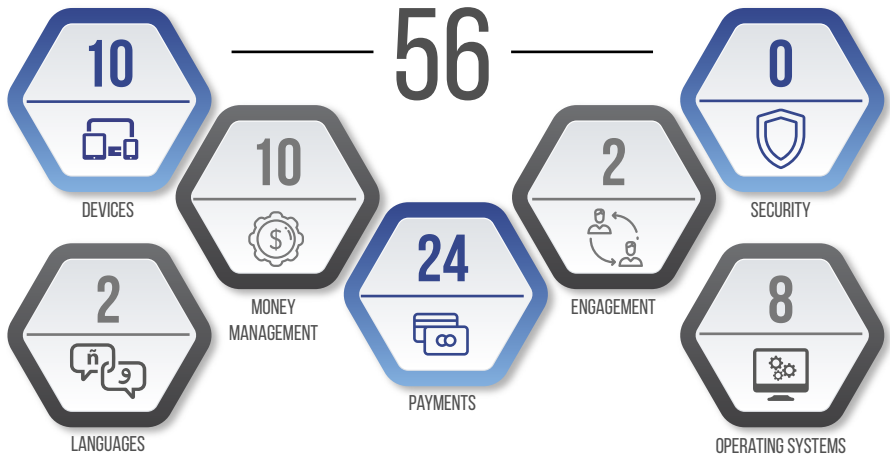 56
10
DEVICES
10
MONEY
MANAGEMENT
24
PAYMENTS
2
ENGAGEMENT
0
SECURITY
2
ñ
و
LANGUAGES
$
8
OPERATING SYSTEMS